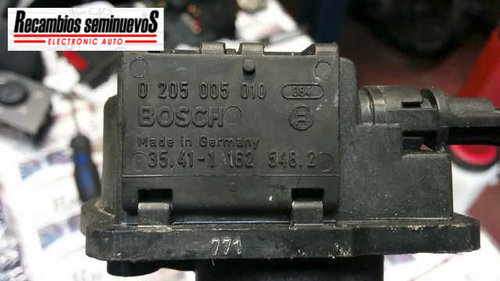 Recambios seminuevoS
ELECTRONIC AUTO
0 205 005 010 064
BOSCH E
Made in Germany
35.41-1 162 548.2
771